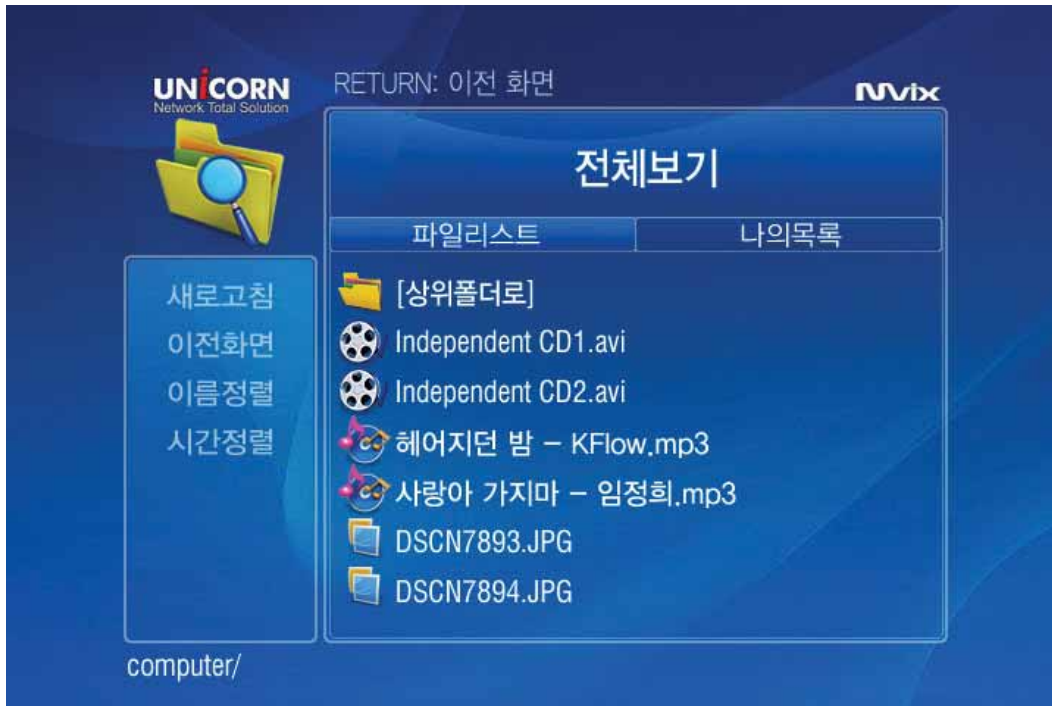 UNiCORN
Network Total Solution
RETURN: 이전 화면
Mvix
전체보기
파일리스트
나의목록
새로고침
이전화면
이름정렬
시간정렬
[상위폴더로]
Independent CD1.avi
Independent CD2.avi
헤어지던 밤 – KFlow.mp3
사랑아 가지마 – 임정희.mp3
DSCN7893.JPG
DSCN7894.JPG
computer/